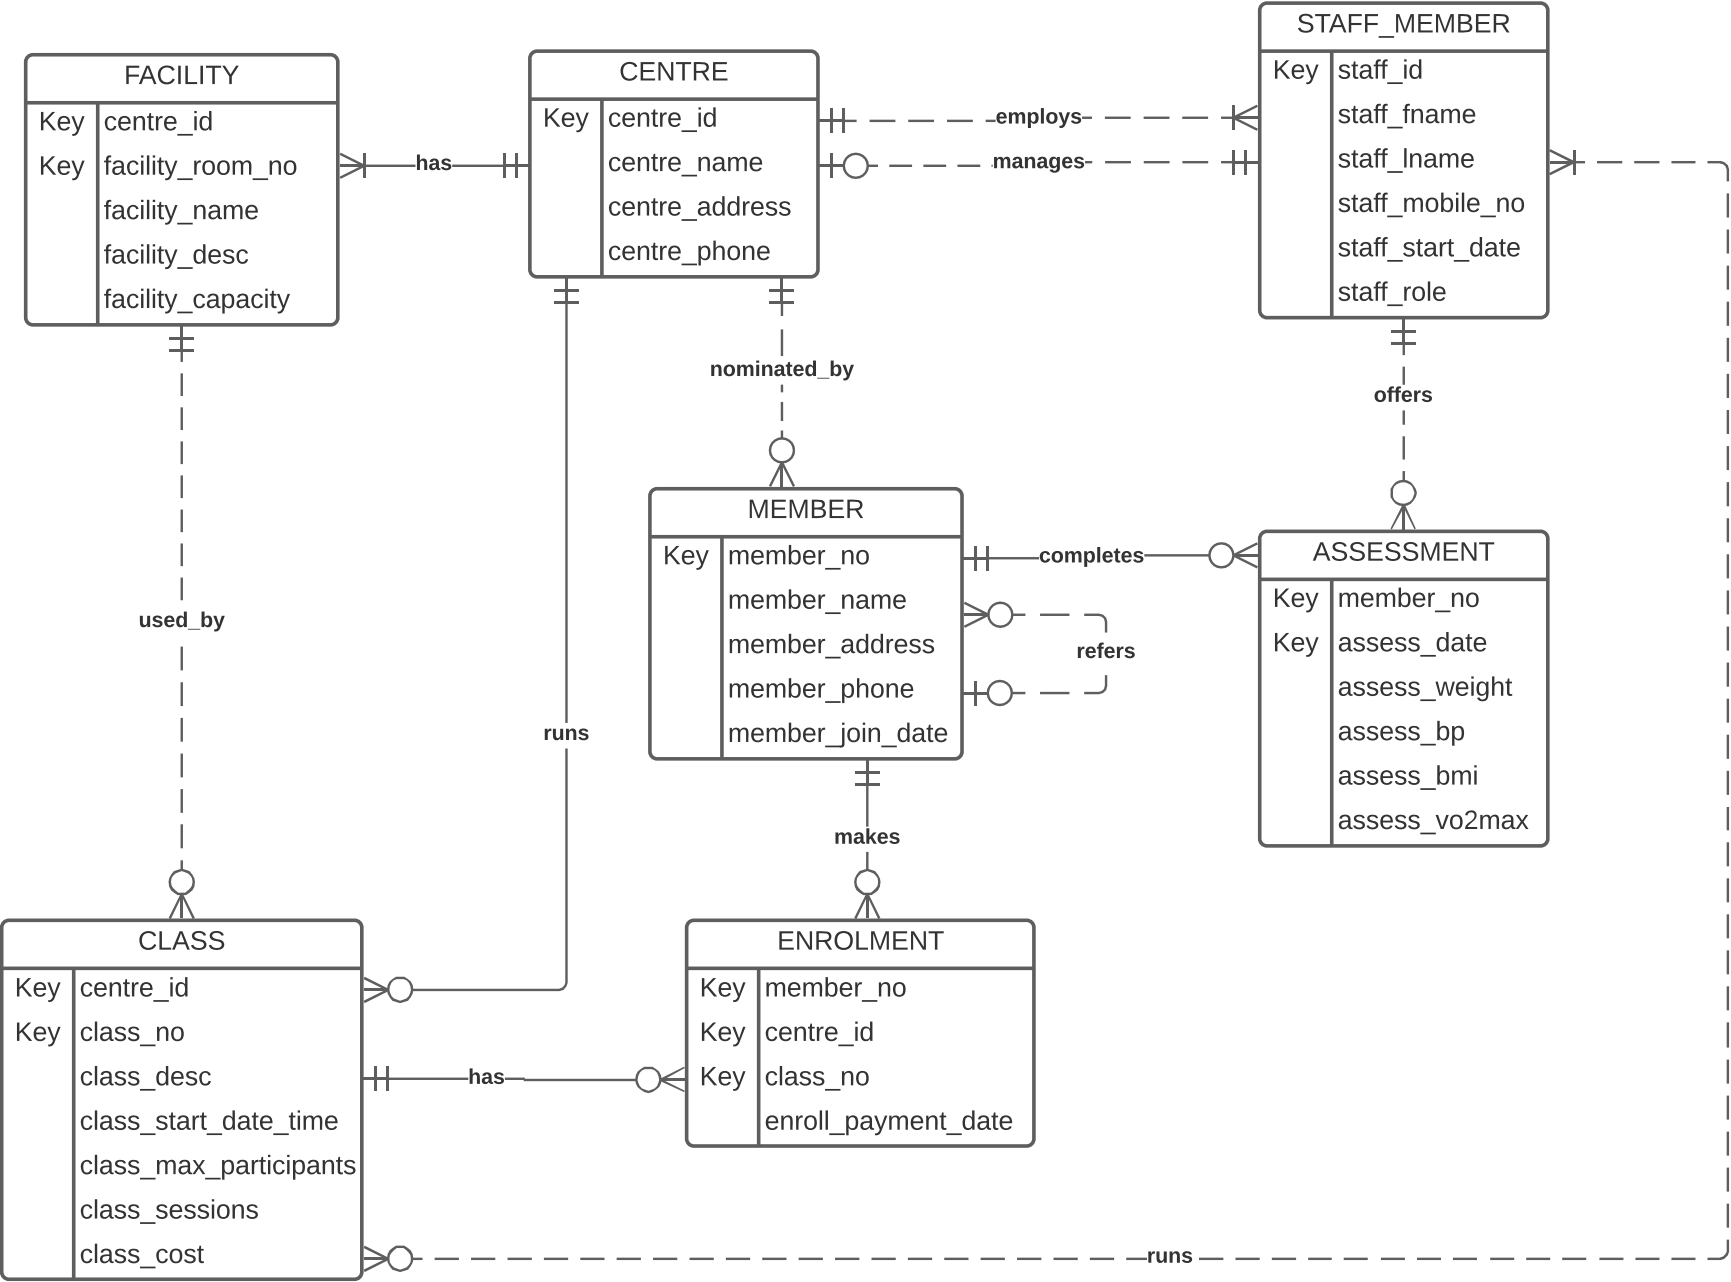 FACILITY
Key centre_id
Key facility_room_no
facility_name
facility_desc
facility_capacity
has
CENTRE
Key centre_id
centre_name
centre_address
centre_phone
employs
manages
STAFF_MEMBER
Key staff_id
staff_fname
staff_lname
staff_mobile_no
staff_start_date
staff_role
nominated_by
offers
used_by
runs
MEMBER
Key member_no
member_name
member_address
member_phone
member_join_date
completes
refers
ASSESSMENT
Key member_no
Key assess_date
assess_weight
assess_bp
assess_bmi
assess_vo2max
makes
CLASS
Key centre_id
Key class_no
class_desc
class_start_date_time
class_max_participants
class_sessions
class_cost
has
ENROLMENT
Key member_no
Key centre_id
Key class_no
enroll_payment_date
runs